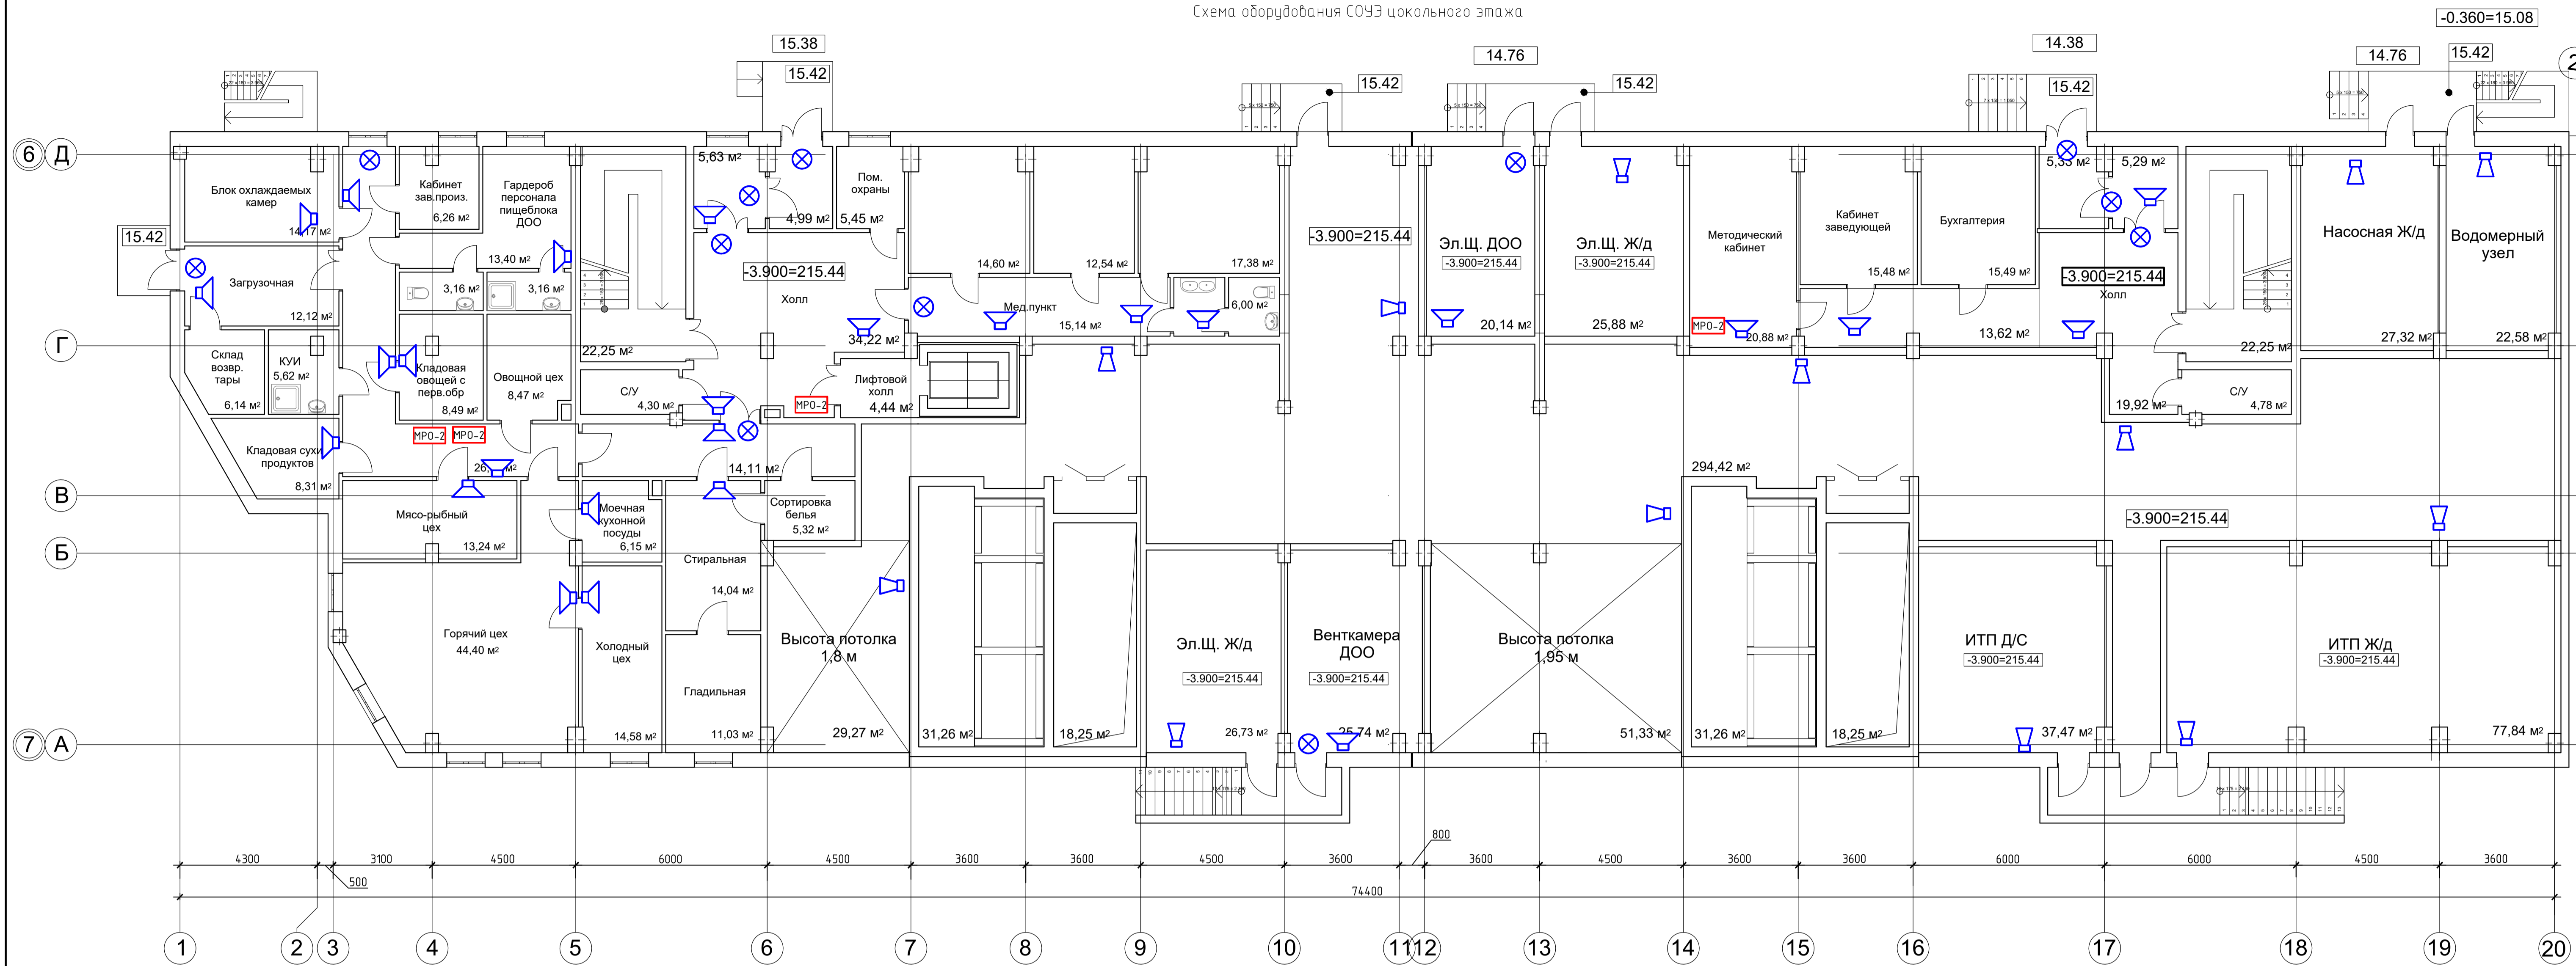 Схема оборудования СОУЭ цокольного этажа
-0.360=15.08
15.38
15.42
14.76
15.42
15.42
14.38
15.42
14.76
15.42
2
6
Д
Блок охлаждаемых
камер
14,17 м2
Кабинет
зав.произ.
6,26 м2
Гардероб
персонала
пищеблока
ДОО
13,40 м2
5,63 м2
4,99 м2
Пом.
охраны
5,45 м2
14,60 м2
12,54 м2
17,38 м2
-3.900=215.44
Эл.Щ. ДОО
-3.900=215.44
20,14 м2
Эл.Щ. Ж/д
-3.900=215.44
25,88 м2
Методический
кабинет
МРО-2
20,88 м2
Кабинет
заведующей
15,48 м2
Бухгалтерия
15,49 м2
5,35 м2
5,29 м2
-3.900=215.44
Холл
13,62 м2
22,25 м2
Насосная Ж/д
27,32 м2
Водомерный
узел
22,58 м2
15.42
Загрузочная
12,12 м2
3,16 м2
3,16 м2
-3.900=215.44
Холл
34,22 м2
Мед.пункт
15,14 м2
6,00 м2
Г
Склад
возвр.
тары
6,14 м2
КУИ
5,62 м2
Кладовая
овощей с
перв.обр
8,49 м2
Овощной цех
8,47 м2
22,25 м2
С/У
4,30 м2
Лифтовой
холл
4,44 м2
МРО-2
19,92 м2
С/У
4,78 м2
МРО-2
МРО-2
Кладовая сухи
продуктов
8,31 м2
14,11 м2
294,42 м2
В
Мясо-рыбный
цех
13,24 м2
Моечная
кухонной
посуды
6,15 м2
Сортировка
белья
5,32 м2
-3.900=215.44
Б
Стиральная
14,04 м2
Горячий цех
44,40 м2
Холодный
цех
14,58 м2
Гладильная
11,03 м2
Высота потолка
1,8 м
29,27 м2
31,26 м2
18,25 м2
Эл.Щ. Ж/д
-3.900=215.44
26,73 м2
Венткамера
ДОО
-3.900=215.44
25,74 м2
Высота потолка
1,95 м
51,33 м2
31,26 м2
18,25 м2
ИТП Д/С
-3.900=215.44
37,47 м2
ИТП Ж/д
-3.900=215.44
77,84 м2
7
А
4300
500
3100
4500
6000
4500
3600
3600
4500
3600
800
3600
4500
3600
3600
6000
6000
4500
3600
74400
1
2
3
4
5
6
7
8
9
10
11
12
13
14
15
16
17
18
19
20